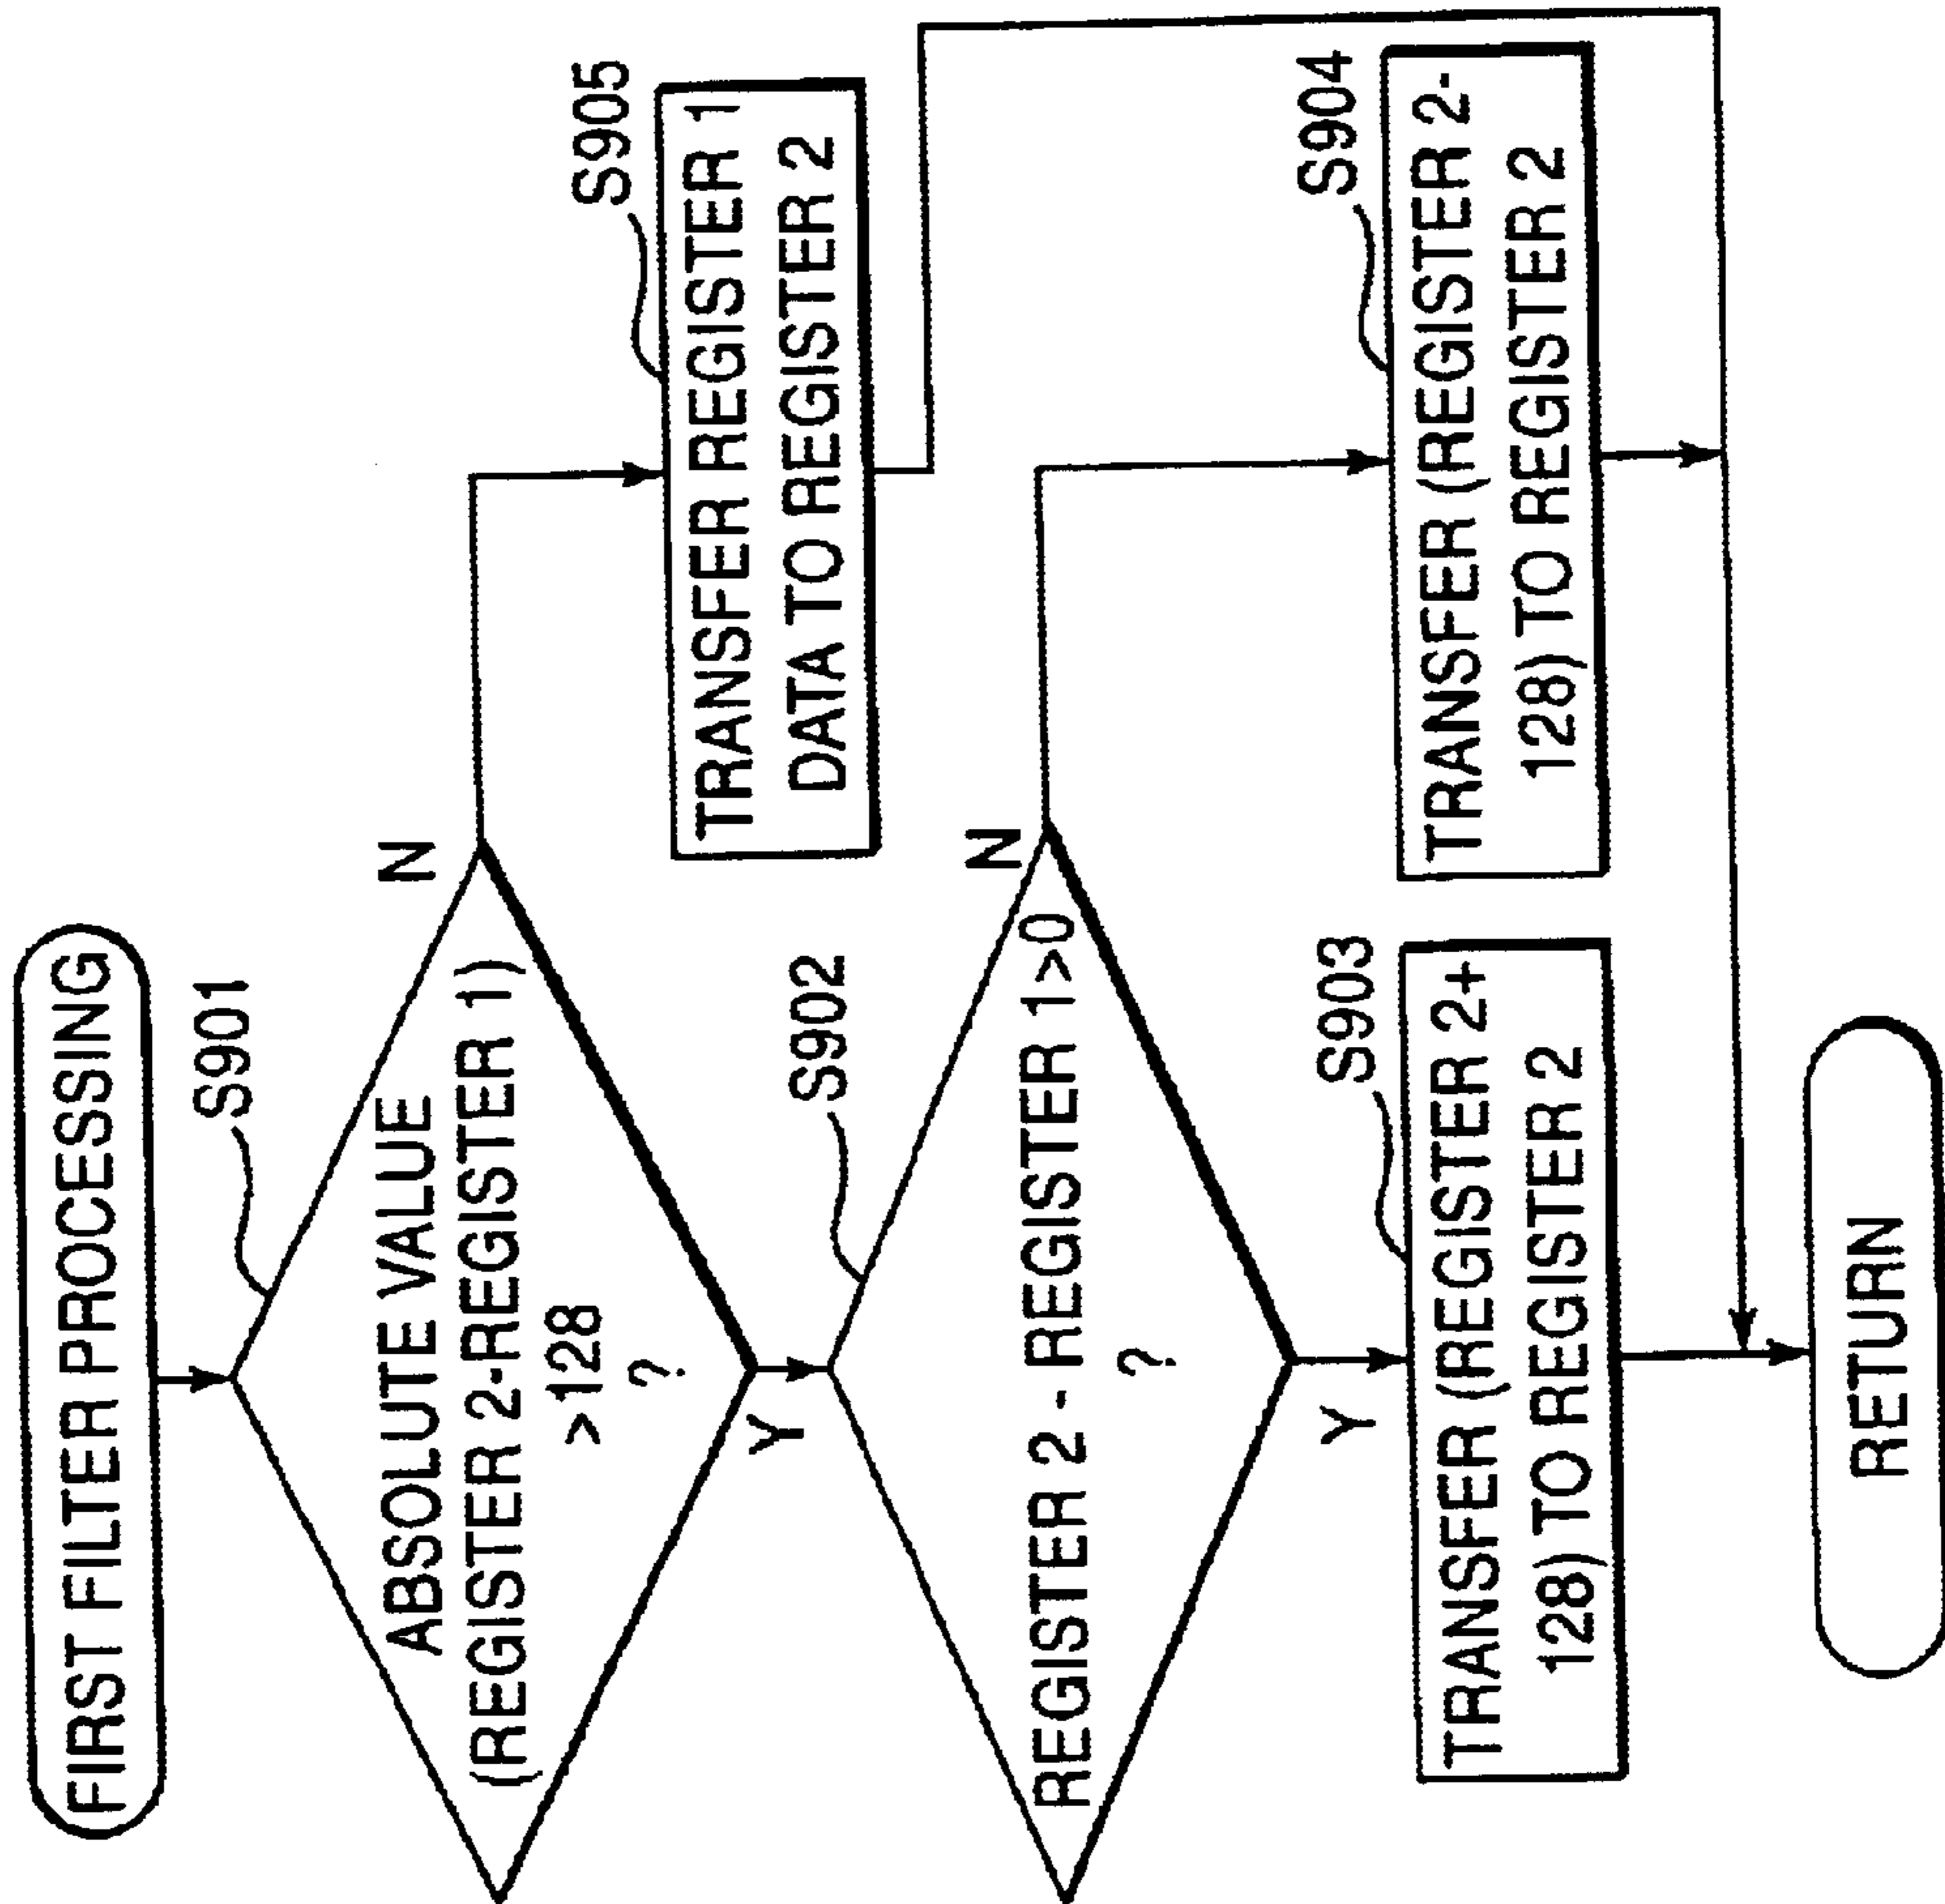 FIRST FILTER PROCESSING
S901
ABSOLUTE VALUE
(REGISTER 2-REGISTER 1)
>128
?
N
Y
S905
TRANSFER REGISTER 1
DATA TO REGISTER 2
S902
REGISTER 2 - REGISTER 1>0
?
N
Y
S903
TRANSFER (REGISTER 2+
128) TO REGISTER 2
S904
TRANSFER (REGISTER 2-
128) TO REGISTER 2
RETURN